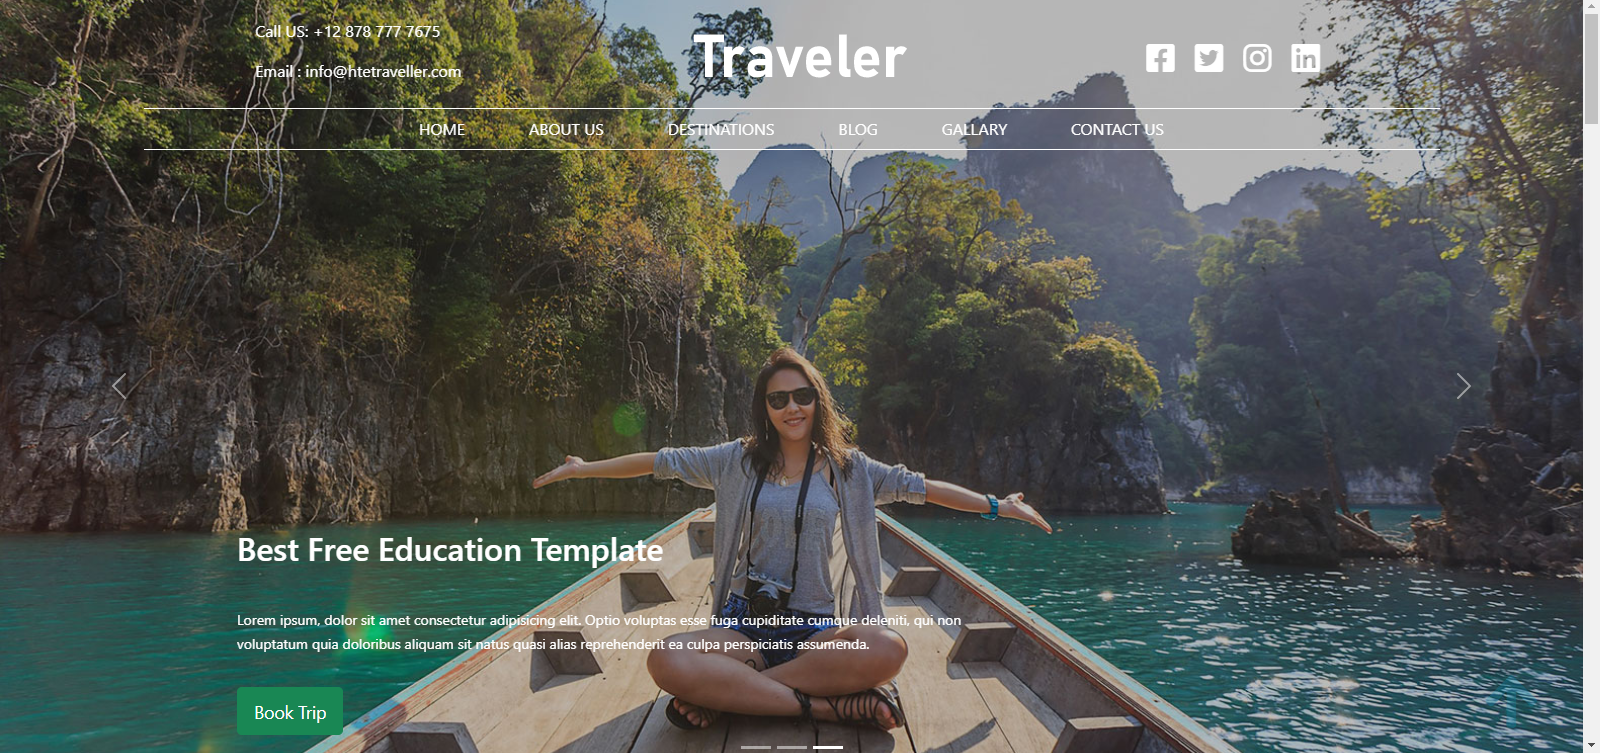 Call US: +12 878 777 7675
Email : info@htetraveller.com
Traveler
HOME ABOUT US DESTINATIONS BLOG GALLARY CONTACT US
Best Free Education Template
Lorem ipsum, dolor sit amet consectetur adipisicing elit. Optio voluptas esse fuga cupiditate cumque deleniti, qui non
voluptatum quia doloribus aliquam sit natus quasi alias reprehenderit ea culpa perspiciatis assumenda.
Book Trip